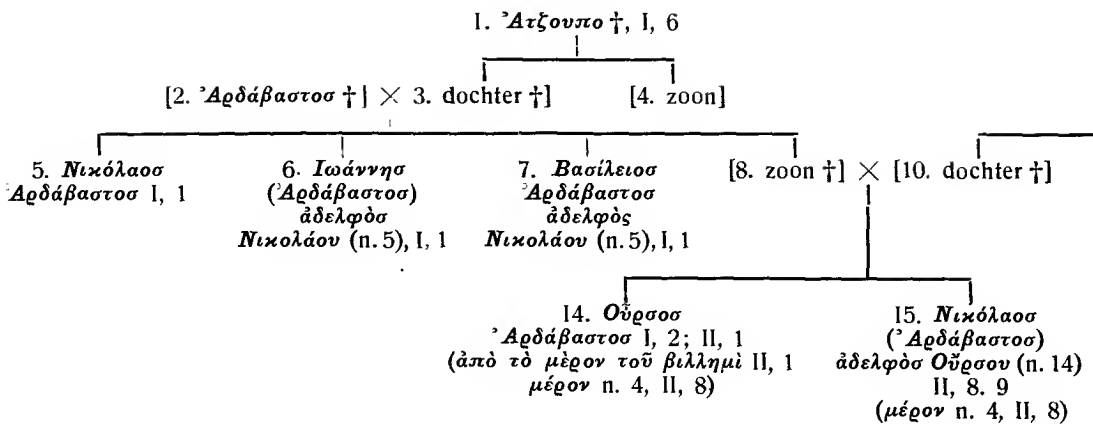 1. Ἀτζουπο †, I, 6
[2. Ἀρδάβαστοσ †] × 3. dochter †] [4. zoon]
5. Νικόλαοσ
Ἀρδάβαστοσ I, 1
6. Ιωάννησ
(Ἀρδάβαστοσ)
ἀδελφὸσ
Νικολάου (n. 5), I, 1
7. Βασίλειοσ
Ἀρδάβαστοσ
ἀδελφὸς
Νικολάου (n. 5), I, 1
[8. zoon †] × [10. dochter †]
14. Οὖρσοσ
Ἀρδάβαστοσ I, 2; II, 1
(ἀπὸ τὸ μὲρον τοῦ βιλλημὶ II, 1
μέρον n. 4, II, 8)
15. Νικόλαοσ
(Ἀρδάβαστοσ)
ἀδελφὸσ Οὔρσου (n. 14)
II, 8. 9
(μέρον n. 4, II, 8)